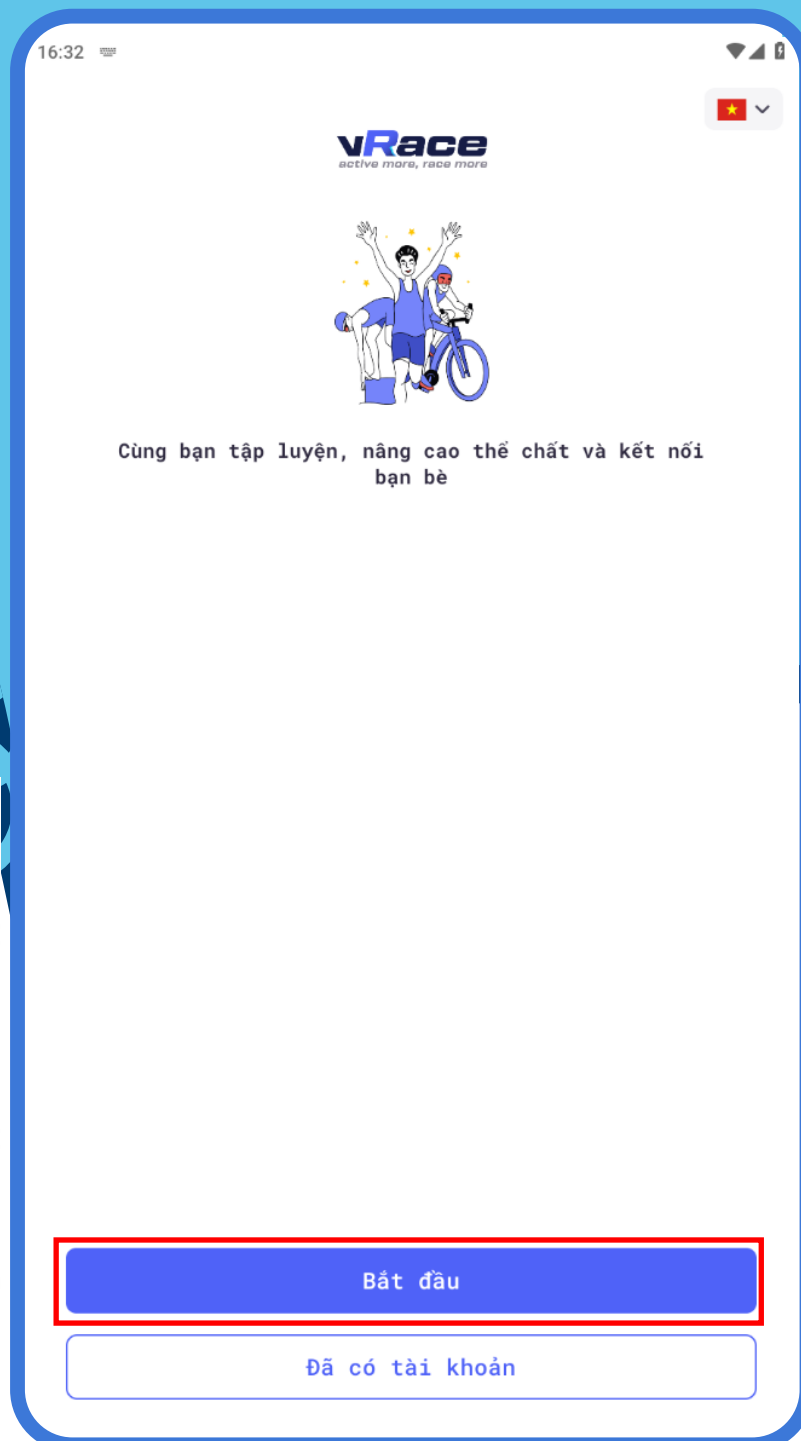 16:32
vRace
active more, race more
Cùng bạn tập luyện, nâng cao thể chất và kết nối
bạn bè
Bắt đầu
Đã có tài khoản